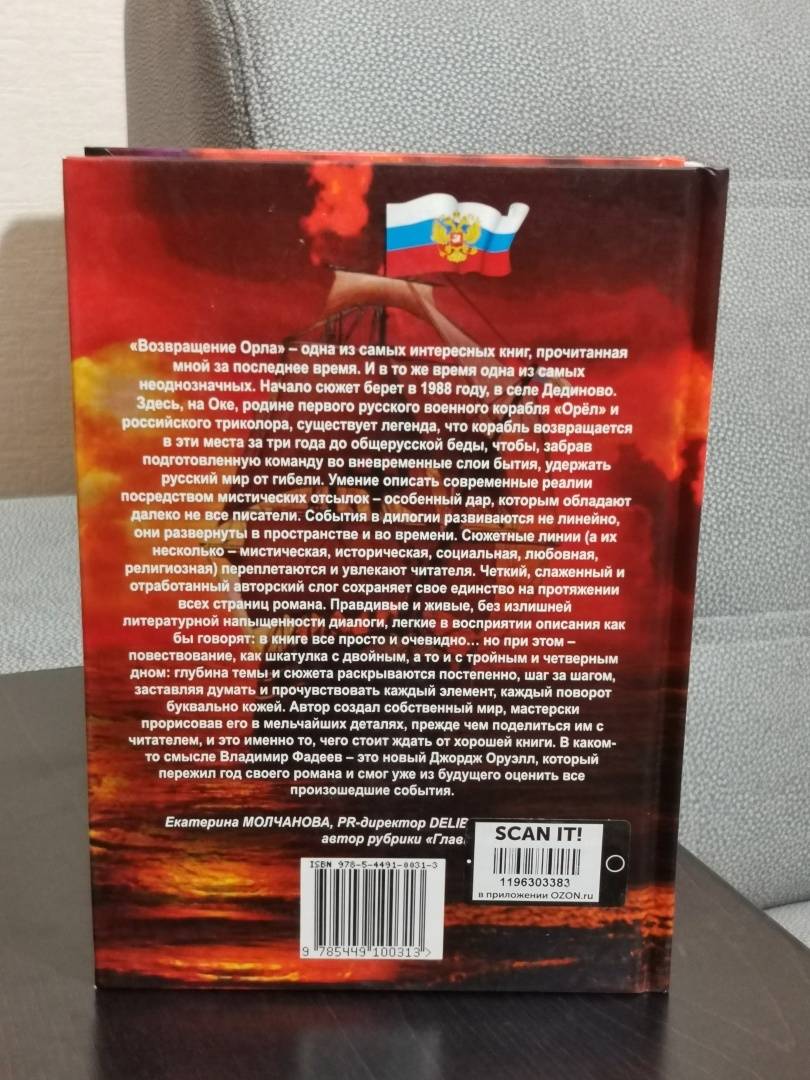 «Возвращение Орла» – одна из самых интересных книг, прочитанная
мной за последнее время. И в то же время одна из самых
неоднозначных. Начало сюжет берет в 1988 году, в селе Дединово.
Здесь, на Оке, родине первого русского военного корабля «Орёл» и
российского триколора, существует легенда, что корабль возвращается
в эти места за три года до общерусской беды, чтобы, забрав
подготовленную команду во вневременные слои бытия, удержать
русский мир от гибели. Умение описать современные реалии
посредством мистических отсылок – особенный дар, которым обладают
далеко не все писатели. События в дилогии развиваются не линейно,
они развернуты в пространстве и во времени. Сюжетные линии (а их
несколько – мистическая, историческая, социальная, любовная,
религиозная) переплетаются и увлекают читателя. Четкий, слаженный и
отработанный авторский слог сохраняет свое единство на протяжении
всех страниц романа. Правдивые и живые, без излишней
литературной напыщенности диалоги, легкие в восприятии описания как
бы говорят: в книге все просто и очевидно... но при этом –
повествование, как шкатулка с двойным, а то и с тройным и четверным
дном: глубина темы и сюжета раскрываются постепенно, шаг за шагом,
заставляя думать и прочувствовать каждый элемент, каждый поворот
буквально кожей. Автор создал собственный мир, мастерски
прорисовав его в мельчайших деталях, прежде чем поделиться им с
читателем, и это именно то, чего стоит ждать от хорошей книги. В каком-
то смысле Владимир Фадеев – это новый Джордж Оруэлл, который
пережил год своего романа и смог уже из будущего оценить все
произошедшие события.
Екатерина МОЛЧАНОВА, PR-директор
автор рубрики
SCAN IT!
1196303383
в приложении OZON.ru
ISBN 978-5-4491-0031-3
9 785449 100313 >